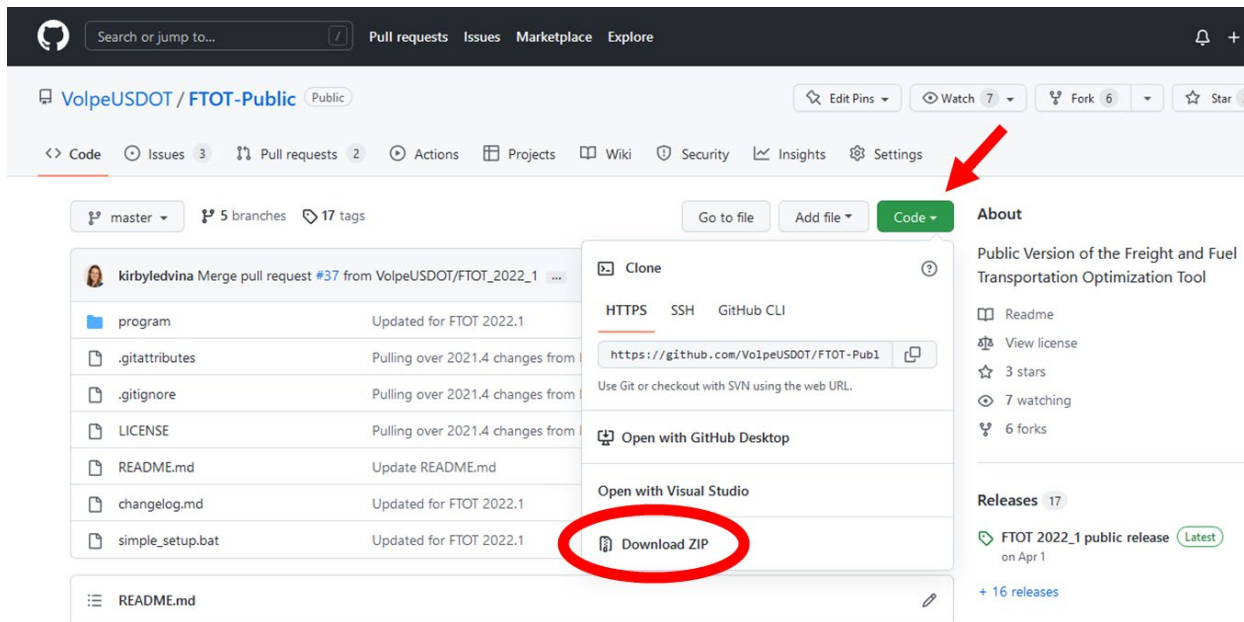 Search or jump to... / Pull requests Issues Marketplace Explore +
VolpeUSDOT / FTOT-Public Public Edit Pins Watch 7 Fork 6 Star
<> Code Issues 3 Pull requests 2 Actions Projects Wiki Security Insights Settings
master 5 branches 17 tags Go to file Add file Code
kirbyledvina Merge pull request #37 from VolpeUSDOT/FTOT_2022_1 ...
program Updated for FTOT 2022.1
.gitattributes Pulling over 2021.4 changes from
.gitignore Pulling over 2021.4 changes from
LICENSE Pulling over 2021.4 changes from
README.md Update README.md
changelog.md Updated for FTOT 2022.1
simple_setup.bat Updated for FTOT 2022.1
README.md
Clone ?
HTTPS SSH GitHub CLI
https://github.com/VolpeUSDOT/FTOT-Publ
Use Git or checkout with SVN using the web URL.
Open with GitHub Desktop
Open with Visual Studio
Download ZIP
About
Public Version of the Freight and Fuel
Transportation Optimization Tool
Readme
View license
3 stars
7 watching
6 forks
Releases 17
FTOT 2022_1 public release Latest
on Apr 1
+ 16 releases